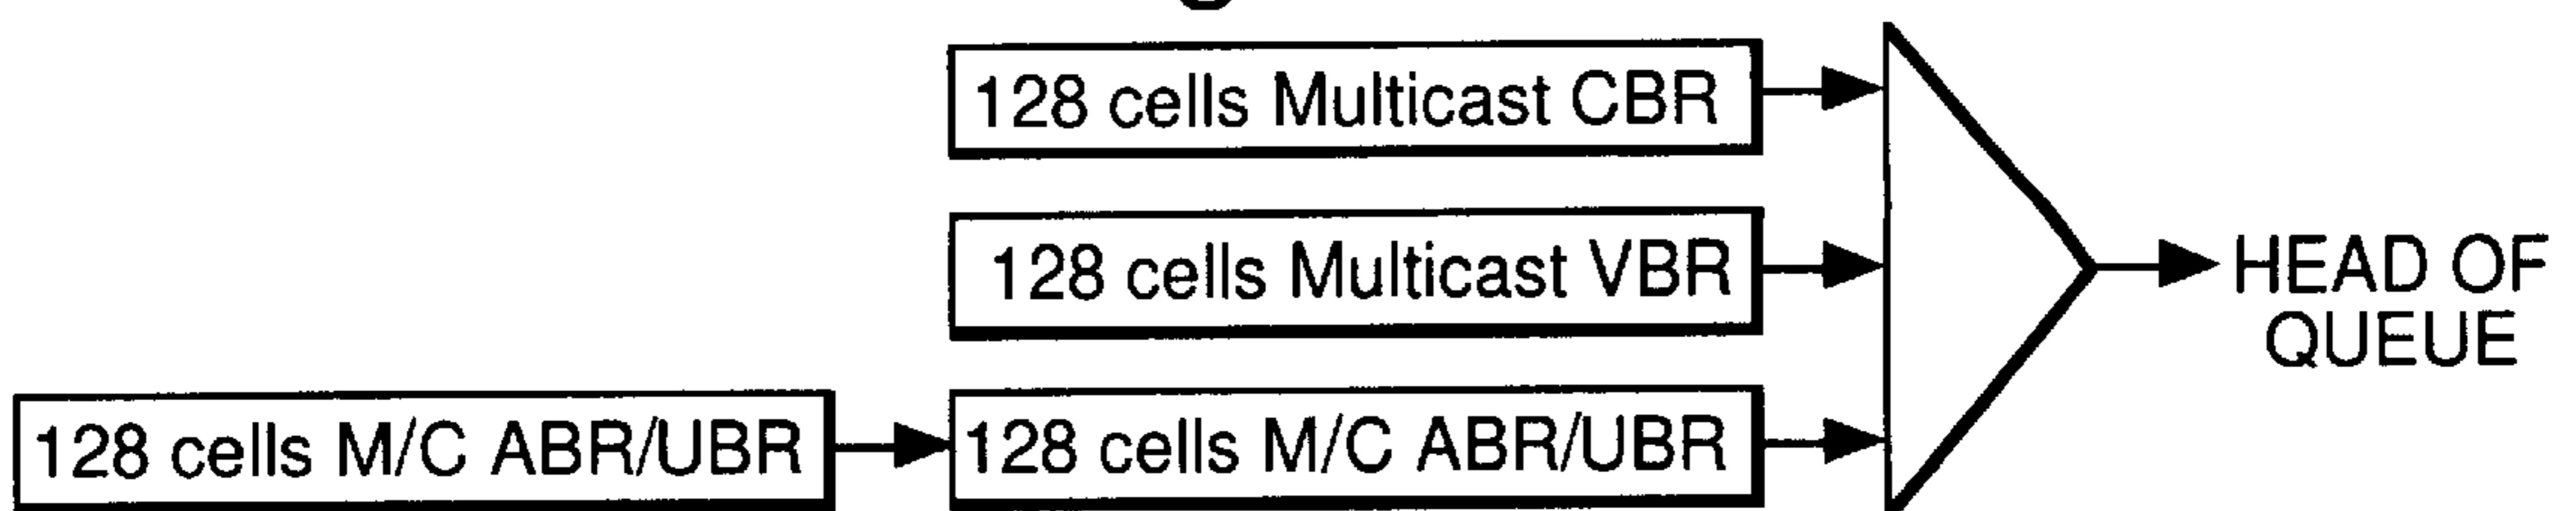 128 cells Multicast CBR
128 cells Multicast VBR
HEAD OF
QUEUE
128 cells M/C ABR/UBR
128 cells M/C ABR/UBR